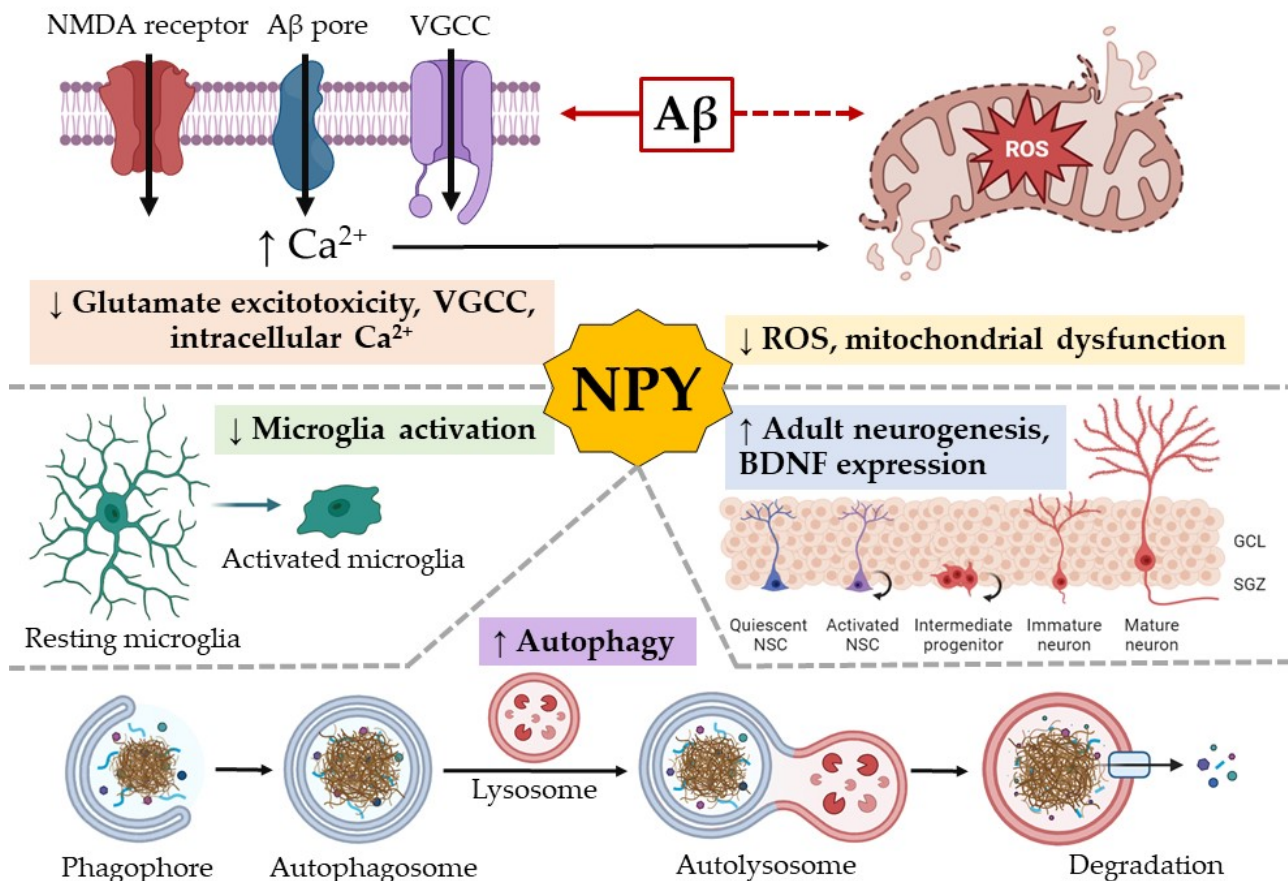 NMDA receptor
Aβ pore
VGCC
Aβ
ROS
↑ Ca²⁺
↓ Glutamate excitotoxicity, VGCC,
intracellular Ca²⁺
NPY
↓ ROS, mitochondrial dysfunction
↓ Microglia activation
Activated microglia
Resting microglia
↑ Adult neurogenesis,
BDNF expression
GCL
SGZ
Quiescent
NSC
Activated
NSC
Intermediate
progenitor
Immature
neuron
Mature
neuron
↑ Autophagy
Lysosome
Phagophore
Autophagosome
Autolysosome
Degradation